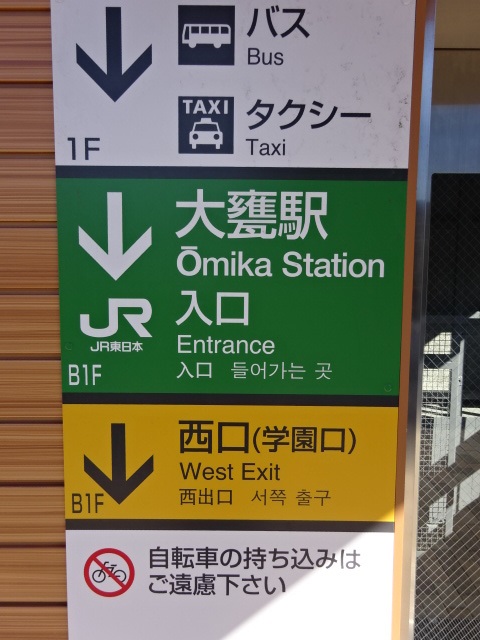 バス
Bus
TAXI
タクシー
1F
Taxi
大甕駅
Ōmika Station
JR
入口
JR東日本
Entrance
B1F
入口 들어가는 곳
西口(学園口)
West Exit
B1F
西出口 서쪽 출구
自転車の持ち込みは
ご遠慮下さい